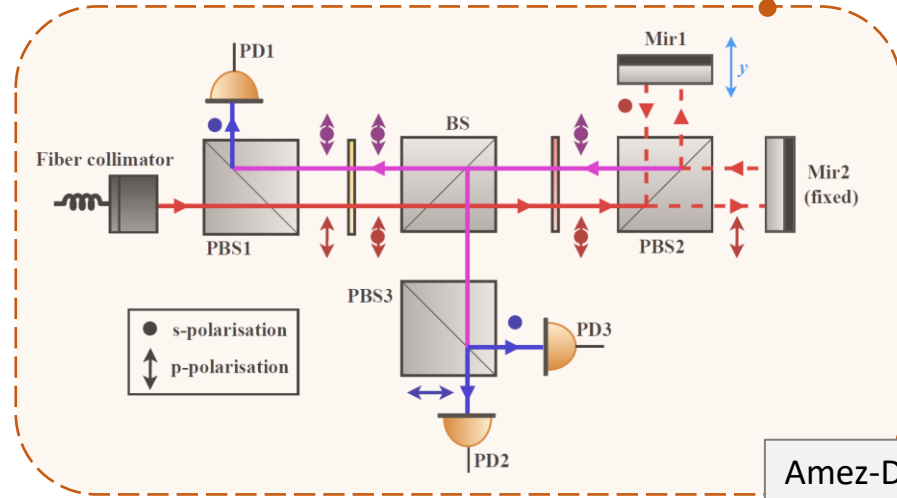 PD1
Mir1
y
BS
Fiber collimator
Mir2
(fixed)
PBS1
PBS2
PBS3
s-polarisation
p-polarisation
PD3
PD2
Amez-D